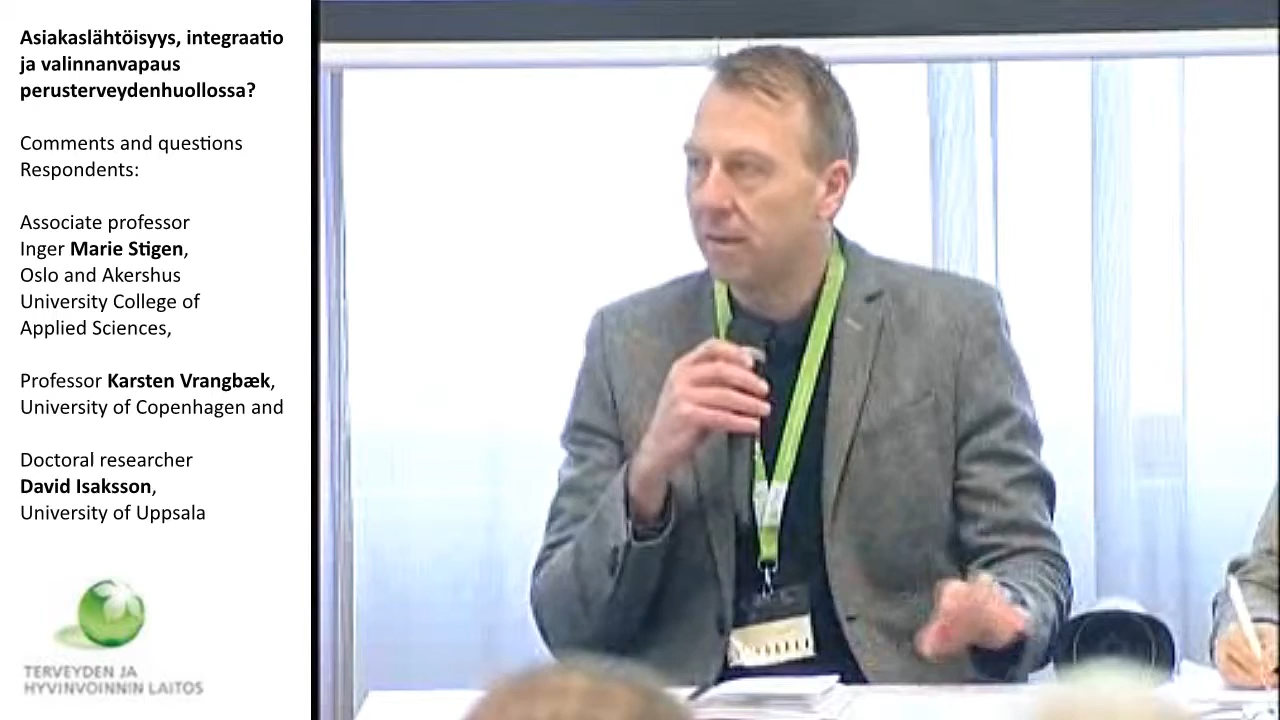 Asiakaslähtöisyys, integraatio
ja valinnanvapaus
perusterveydenhuollossa?
Comments and questions
Respondents:
Associate professor
Inger Marie Stigen,
Oslo and Akershus
University College of
Applied Sciences,
Professor Karsten Vrangbæk,
University of Copenhagen and
Doctoral researcher
David Isaksson,
University of Uppsala
TERVEYDEN JA
HYVINVOINNIN LAITOS